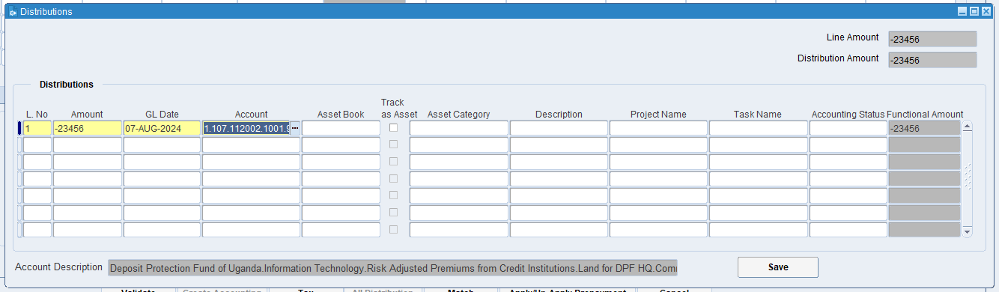 Distributions
Line Amount -23456
Distribution Amount -23456
Distributions
L. No Amount GL Date Account Asset Book Track as Asset Asset Category Description Project Name Task Name Accounting Status Functional Amount
1 -23456 07-AUG-2024 1.107.112002.1001.9 ... -23456
Account Description Deposit Protection Fund of Uganda.Information Technology.Risk Adjusted Premiums from Credit Institutions.Land for DPF HQ.Com
Save
Validate Create Accounting Tax All Distribution Match Apply/Un-Apply Prepayment Cancel